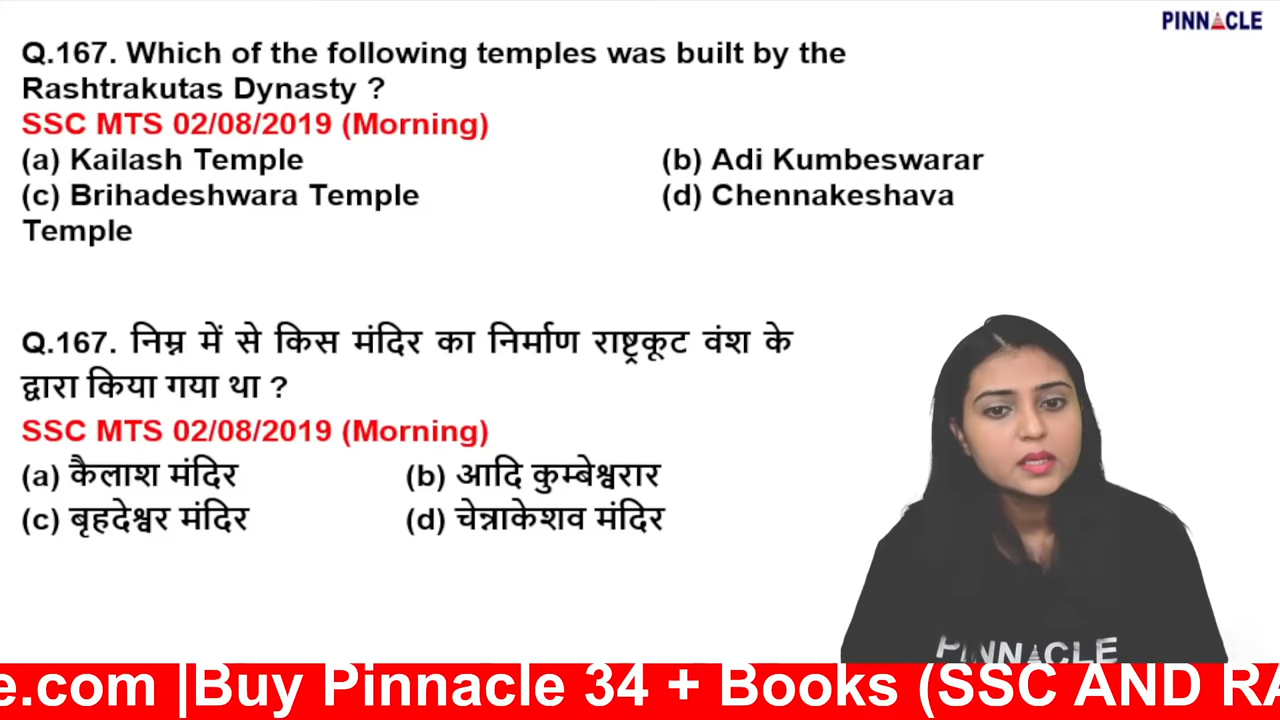 PINNACLE
Q.167. Which of the following temples was built by the
Rashtrakutas Dynasty ?
SSC MTS 02/08/2019 (Morning)
(a) Kailash Temple (b) Adi Kumbeswarar
(c) Brihadeshwara Temple (d) Chennakeshava
Temple
Q.167. निम्न में से किस मंदिर का निर्माण राष्ट्रकूट वंश के
द्वारा किया गया था ?
SSC MTS 02/08/2019 (Morning)
(a) कैलाश मंदिर (b) आदि कुम्बेश्वरार
(c) बृहदेश्वर मंदिर (d) चेन्नाकेशव मंदिर
PINNACLE
e.com |Buy Pinnacle 34 + Books (SSC AND RA